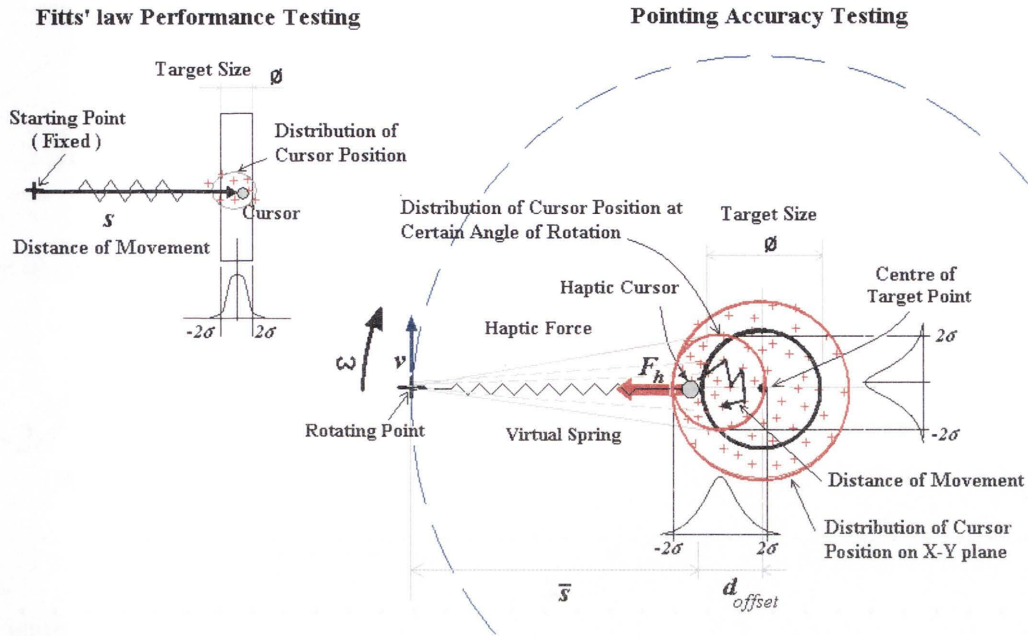 Fitts' law Performance Testing
Pointing Accuracy Testing
Target Size
Ø
Starting Point
( Fixed )
Distribution of
Cursor Position
s
Cursor
Distance of Movement
-2σ
2σ
Distribution of Cursor Position at
Certain Angle of Rotation
Target Size
Ø
Haptic Cursor
Centre of
Target Point
ω
v
Haptic Force
F_h
2σ
Rotating Point
Virtual Spring
-2σ
Distance of Movement
-2σ
2σ
Distribution of Cursor
Position on X-Y plane
s̄
d_offset